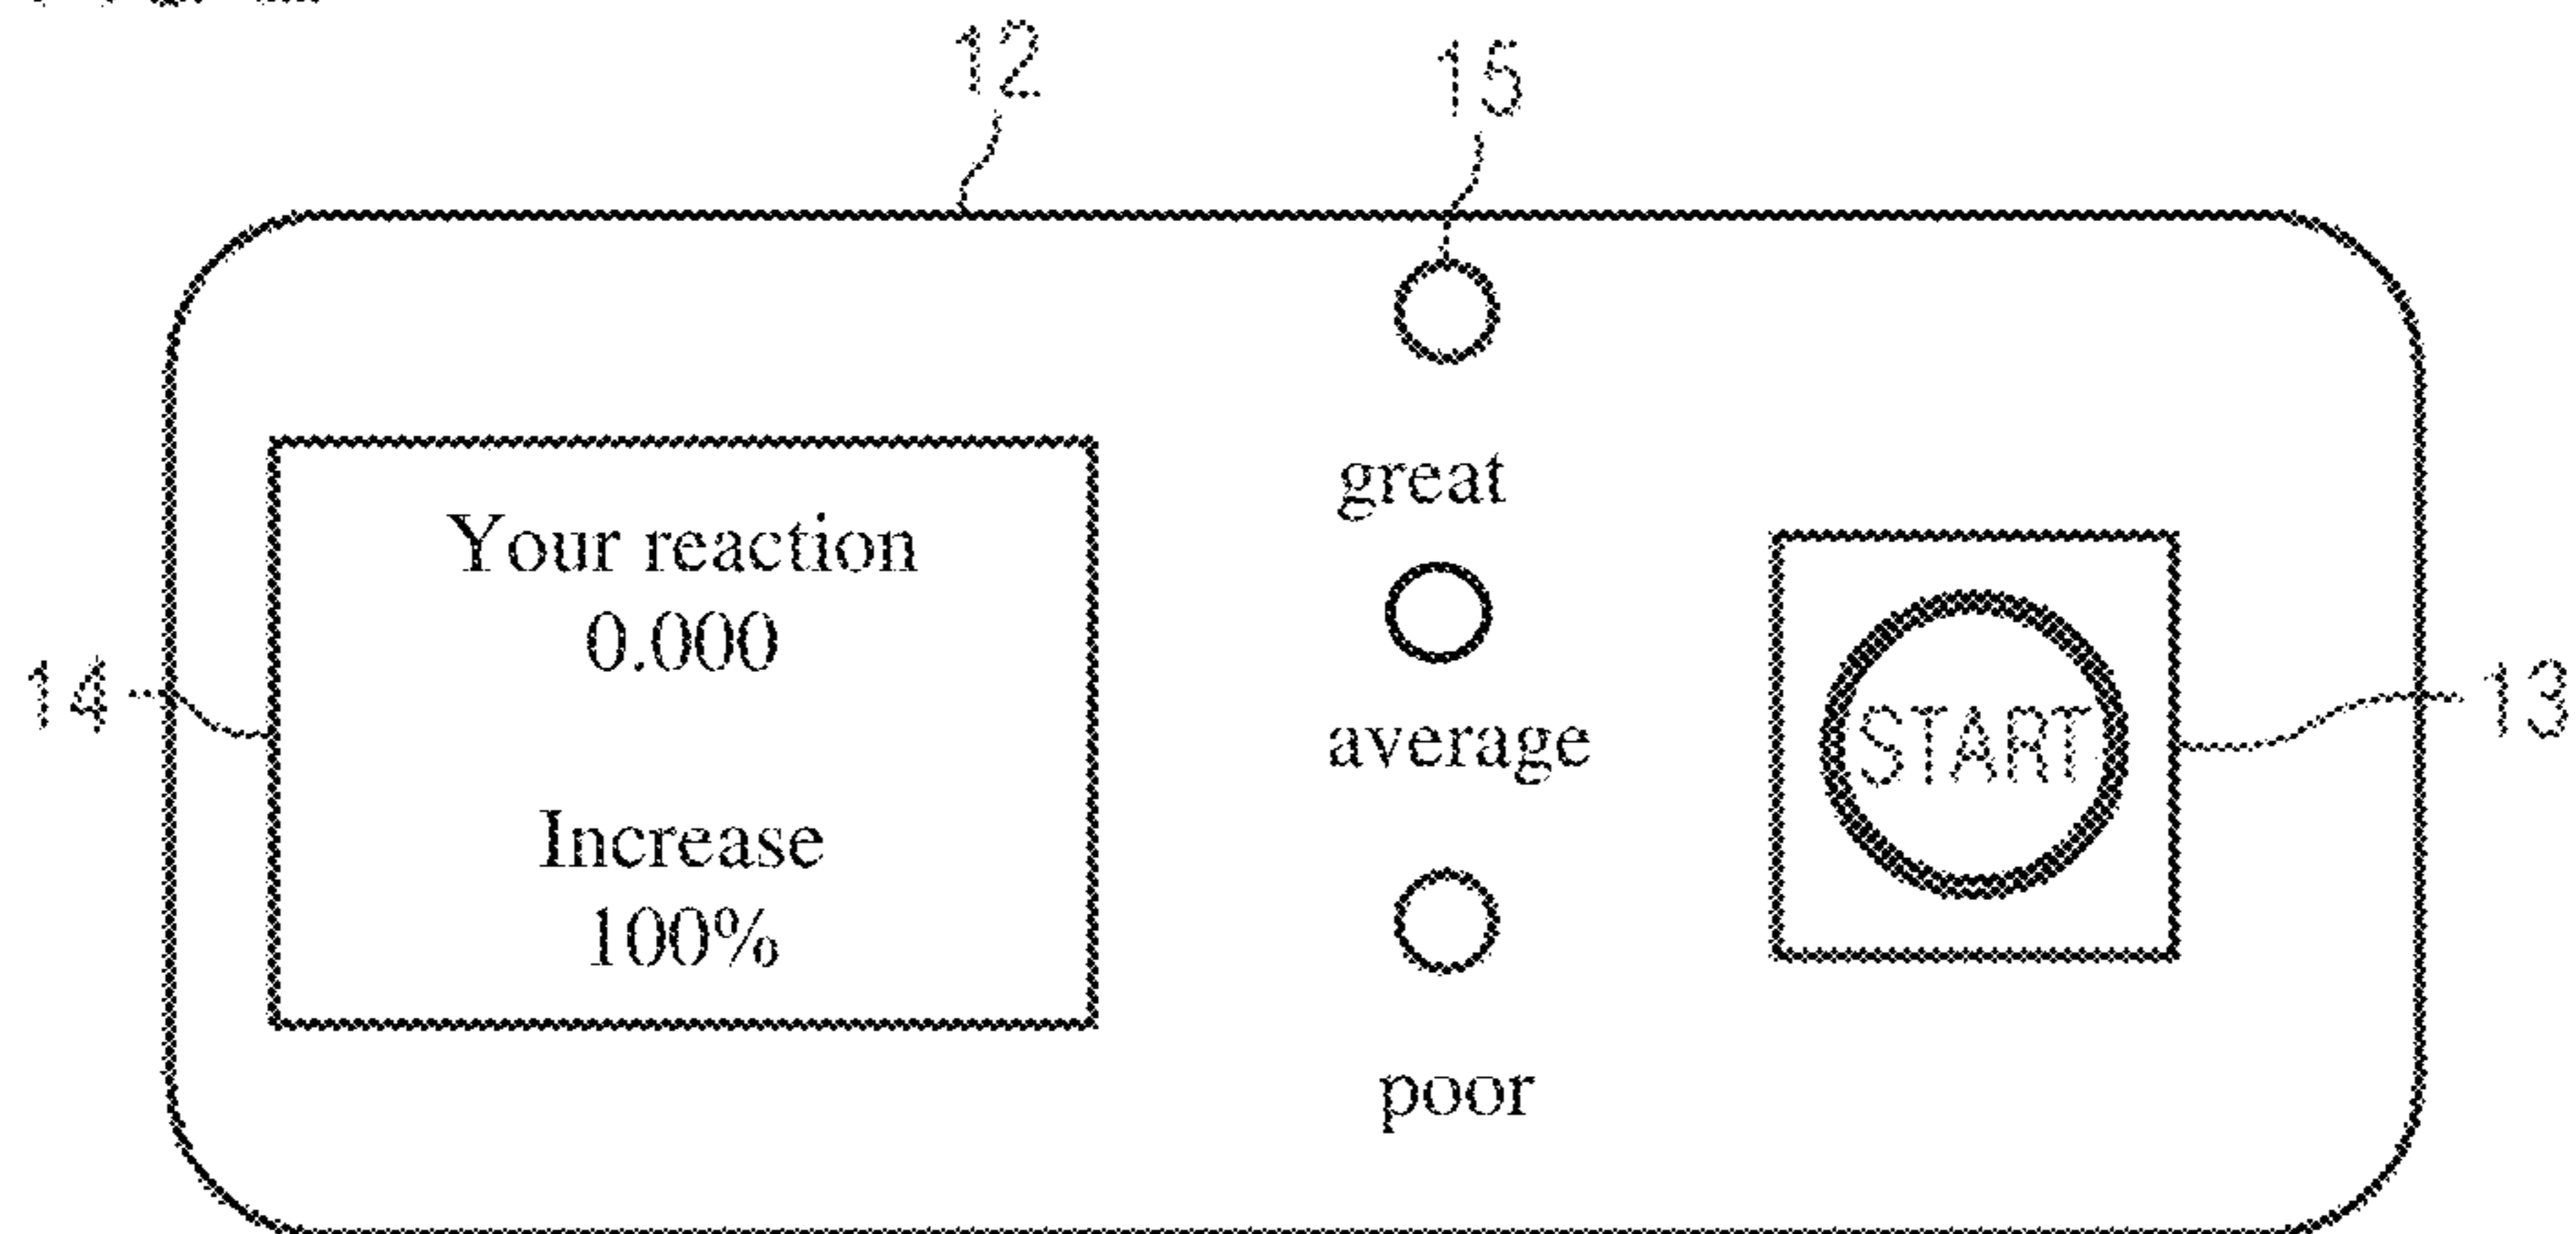 12
15
great
Your reaction
0.000
average
START
14
13
Increase
100%
poor